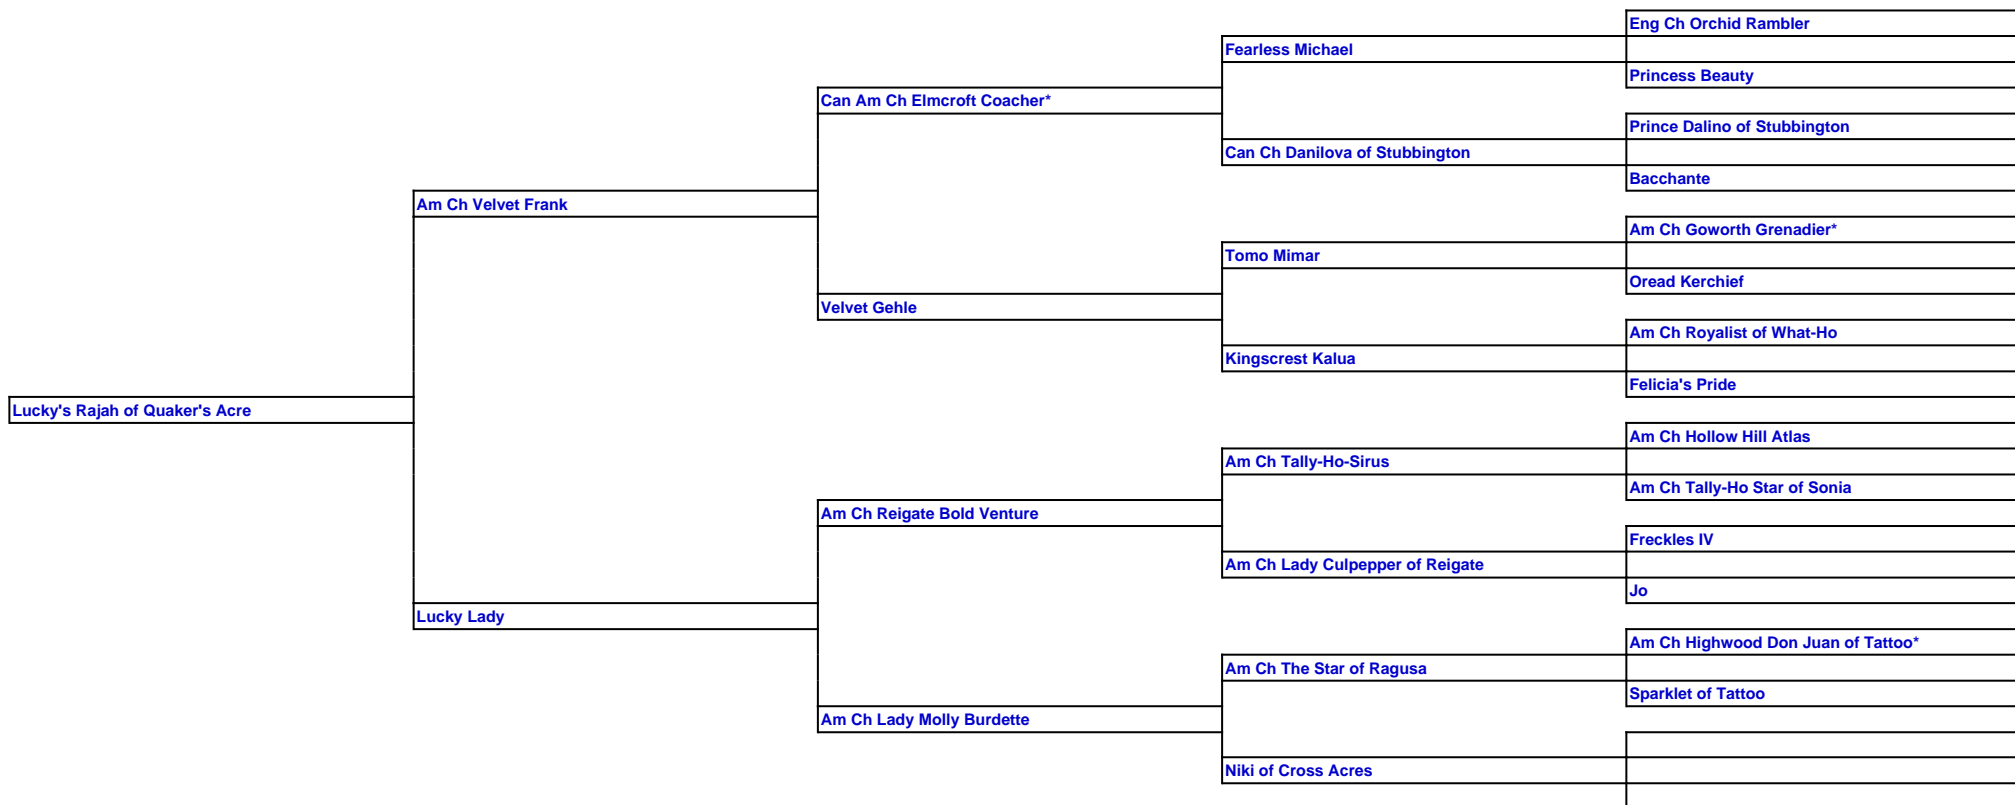 Eng Ch Orchid Rambler
Fearless Michael
Princess Beauty
Can Am Ch Elmcroft Coacher*
Prince Dalino of Stubbington
Can Ch Danilova of Stubbington
Bacchante
Am Ch Velvet Frank
Am Ch Goworth Grenadier*
Tomo Mimar
Oread Kerchief
Velvet Gehle
Am Ch Royalist of What-Ho
Kingscrest Kalua
Felicia's Pride
Lucky's Rajah of Quaker's Acre
Am Ch Hollow Hill Atlas
Am Ch Tally-Ho-Sirus
Am Ch Tally-Ho Star of Sonia
Am Ch Reigate Bold Venture
Freckles IV
Am Ch Lady Culpepper of Reigate
Jo
Lucky Lady
Am Ch Highwood Don Juan of Tattoo*
Am Ch The Star of Ragusa
Sparklet of Tattoo
Am Ch Lady Molly Burdette
Niki of Cross Acres